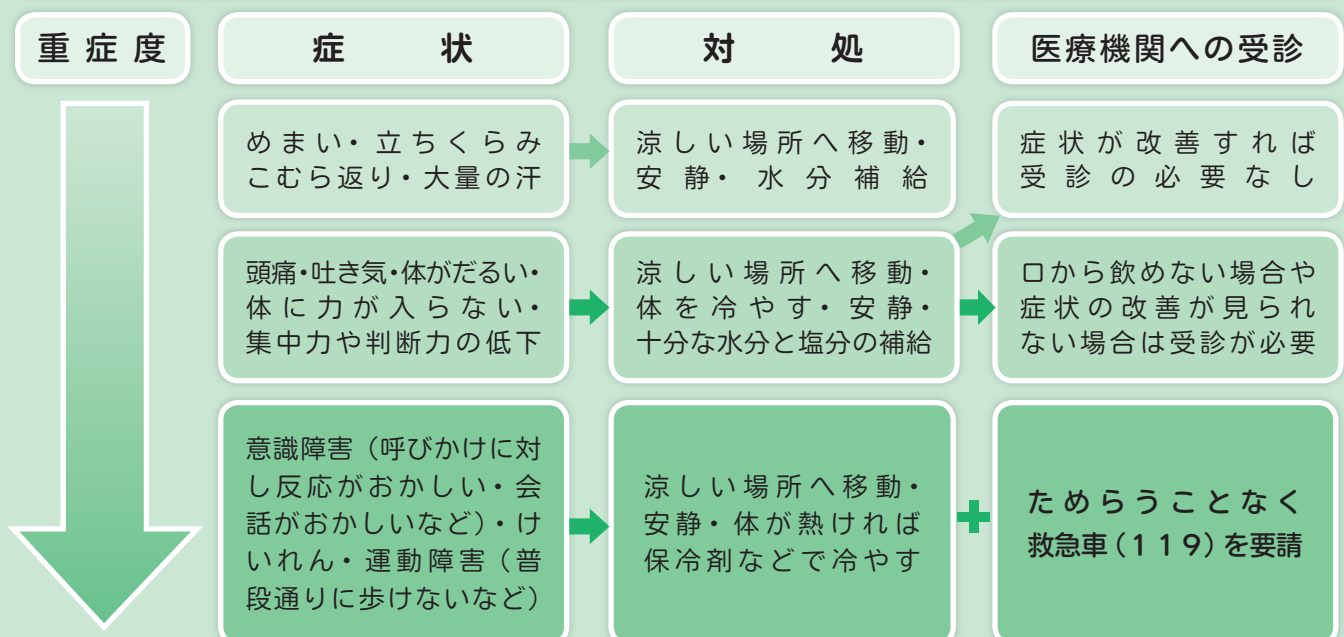 重症度
症状
対処
医療機関への受診
めまい・立ちくらみ
こむら返り・大量の汗
涼しい場所へ移動・
安静・水分補給
症状が改善すれば
受診の必要なし
頭痛・吐き気・体がだるい・
体に力が入らない・
集中力や判断力の低下
涼しい場所へ移動・
体を冷やす・安静・
十分な水分と塩分の補給
口から飲めない場合や
症状の改善が見られ
ない場合は受診が必要
意識障害（呼びかけに対
し反応がおかしい・会
話がおかしいなど）・け
いれん・運動障害（普
段通りに歩けないなど）
涼しい場所へ移動・
安静・体が熱ければ
保冷剤などで冷やす
ためらうことなく
救急車（119）を要請